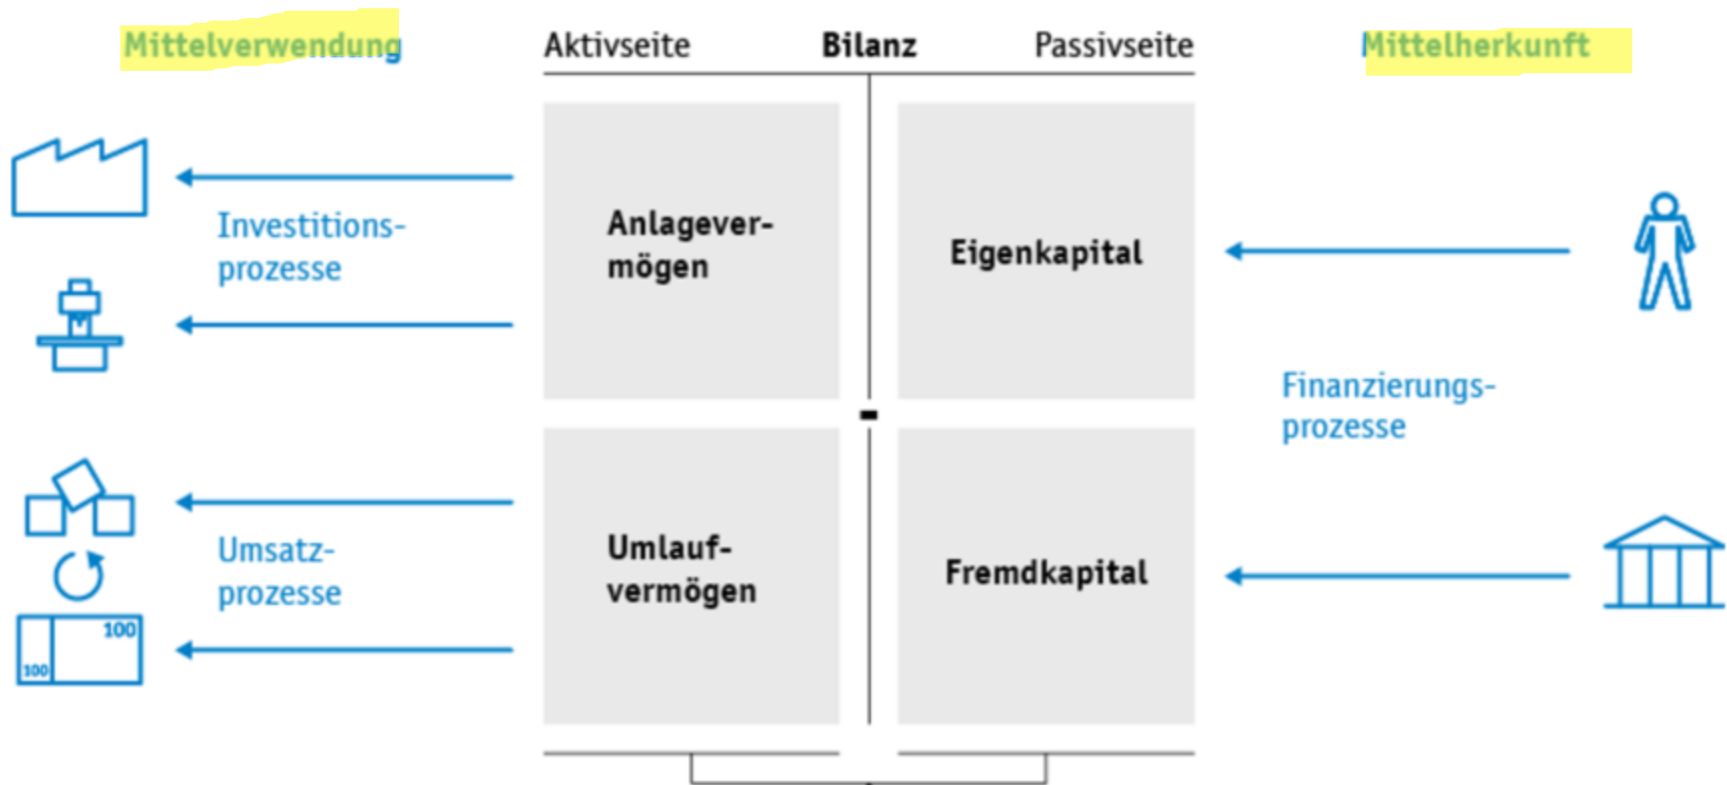 Mittelverwendung
Aktivseite Bilanz Passivseite
Mittelherkunft
Investitions-
prozesse
Anlagever-
mögen
Eigenkapital
Finanzierungs-
prozesse
Umsatz-
prozesse
Umlauf-
vermögen
Fremdkapital
100
100